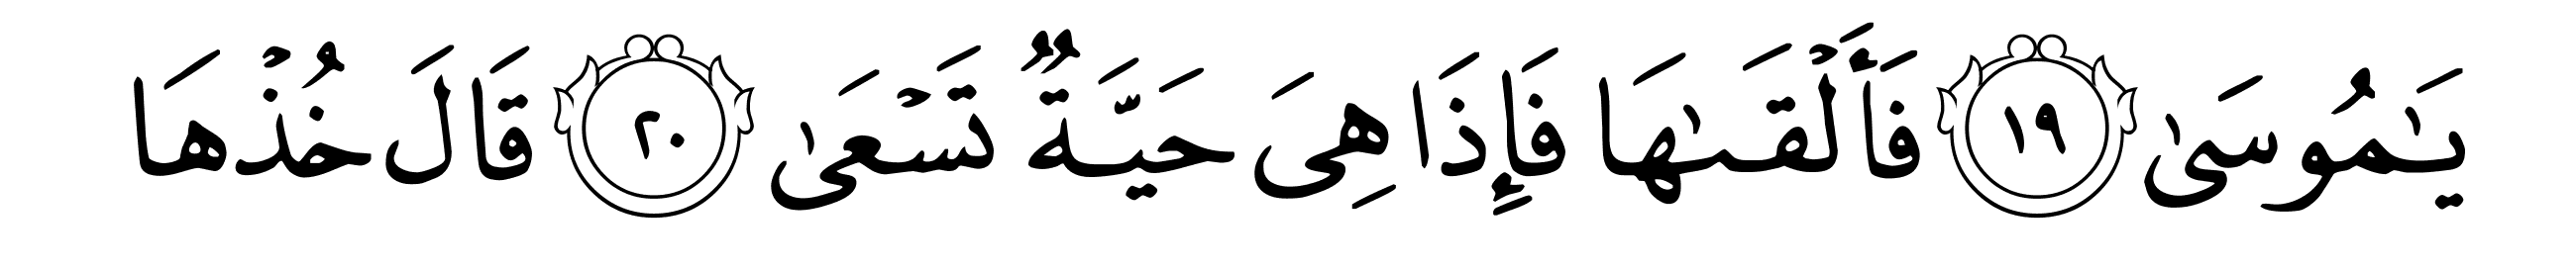 يَـٰمُوسَىٰ ١٩ فَأَلْقَىٰهَا فَإِذَا هِىَ حَيَّةٌ تَسْعَىٰ ٢٠ قَالَ خُذْهَا